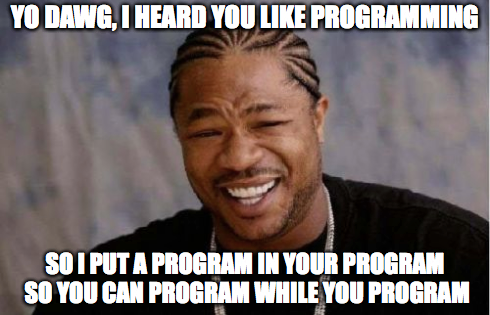 YO DAWG, I HEARD YOU LIKE PROGRAMMING
SO I PUT A PROGRAM IN YOUR PROGRAM
SO YOU CAN PROGRAM WHILE YOU PROGRAM